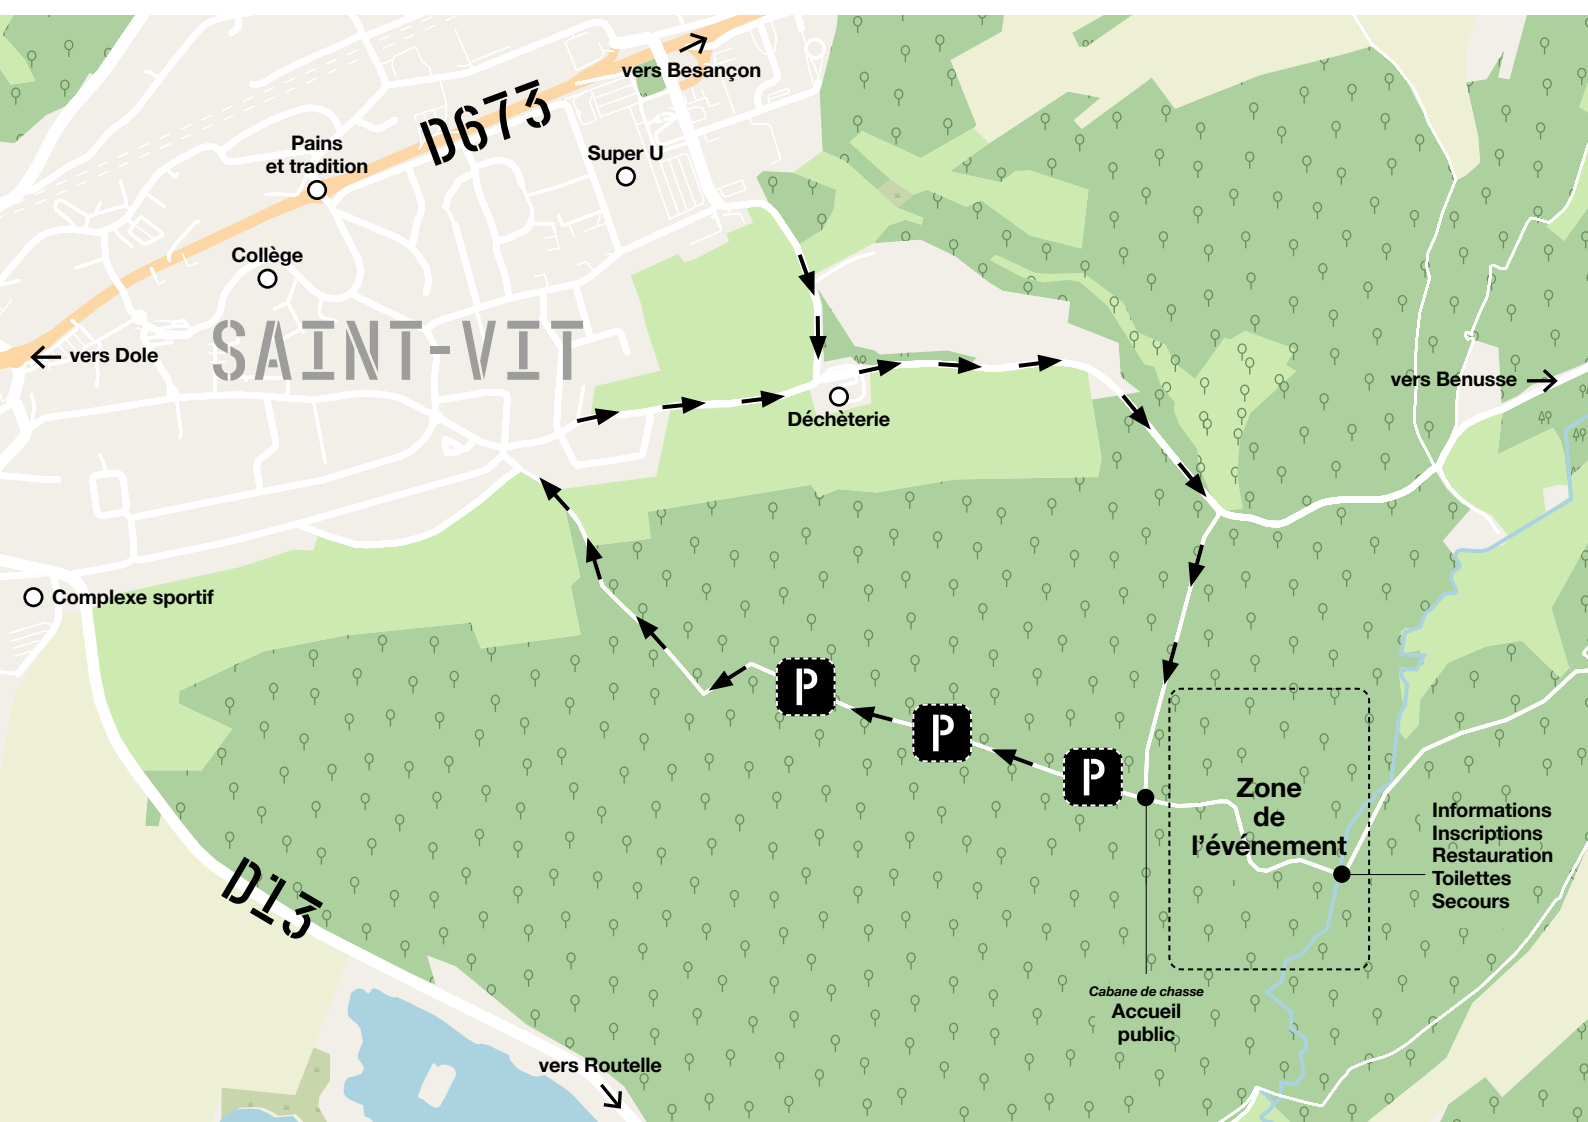 vers Besançon
D673
Pains
et tradition
Super U
Collège
SAINT-VIT
vers Dole
vers Benusse
Déchèterie
Complexe sportif
P
P
P
Zone
de
l'événement
Informations
Inscriptions
Restauration
Toilettes
Secours
D13
Cabane de chasse
Accueil
public
vers Routelle